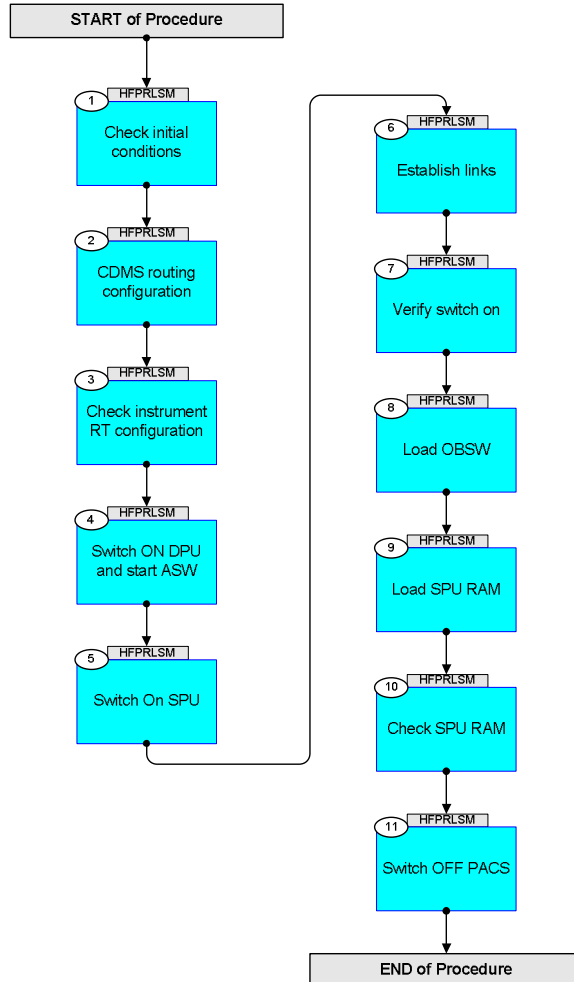 START of Procedure
HFPRLSM
1
Check initial
conditions
HFPRLSM
2
CDMS routing
configuration
HFPRLSM
3
Check instrument
RT configuration
HFPRLSM
4
Switch ON DPU
and start ASW
HFPRLSM
5
Switch On SPU
HFPRLSM
6
Establish links
HFPRLSM
7
Verify switch on
HFPRLSM
8
Load OBSW
HFPRLSM
9
Load SPU RAM
HFPRLSM
10
Check SPU RAM
HFPRLSM
11
Switch OFF PACS
END of Procedure